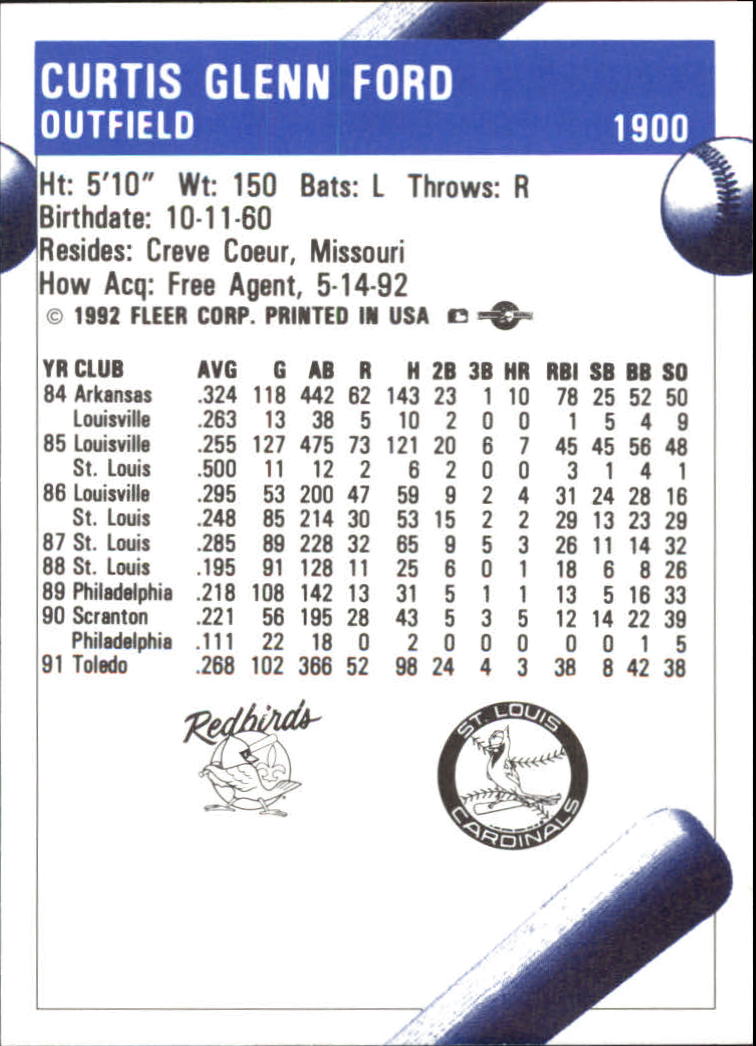 CURTIS GLENN FORD
OUTFIELD 1900
Ht: 5'10" Wt: 150 Bats: L Throws: R
Birthdate: 10-11-60
Resides: Creve Coeur, Missouri
How Acq: Free Agent, 5-14-92
© 1992 FLEER CORP. PRINTED IN USA
YR CLUB AVG G AB R H 2B 3B HR RBI SB BB SO
84 Arkansas .324 118 442 62 143 23 1 10 78 25 52 50
Louisville .263 13 38 5 10 2 0 0 1 5 4 9
85 Louisville .255 127 475 73 121 20 6 7 45 45 56 48
St. Louis .500 11 12 2 6 2 0 0 3 1 4 1
86 Louisville .295 53 200 47 59 9 2 4 31 24 28 16
St. Louis .248 85 214 30 53 15 2 2 29 13 23 29
87 St. Louis .285 89 228 32 65 9 5 3 26 11 14 32
88 St. Louis .195 91 128 11 25 6 0 1 18 6 8 26
89 Philadelphia .218 108 142 13 31 5 1 1 13 5 16 33
90 Scranton .221 56 195 28 43 5 3 5 12 14 22 39
Philadelphia .111 22 18 0 2 0 0 0 0 0 1 5
91 Toledo .268 102 366 52 98 24 4 3 38 8 42 38
Redbirds
ST. LOUIS
CARDINALS